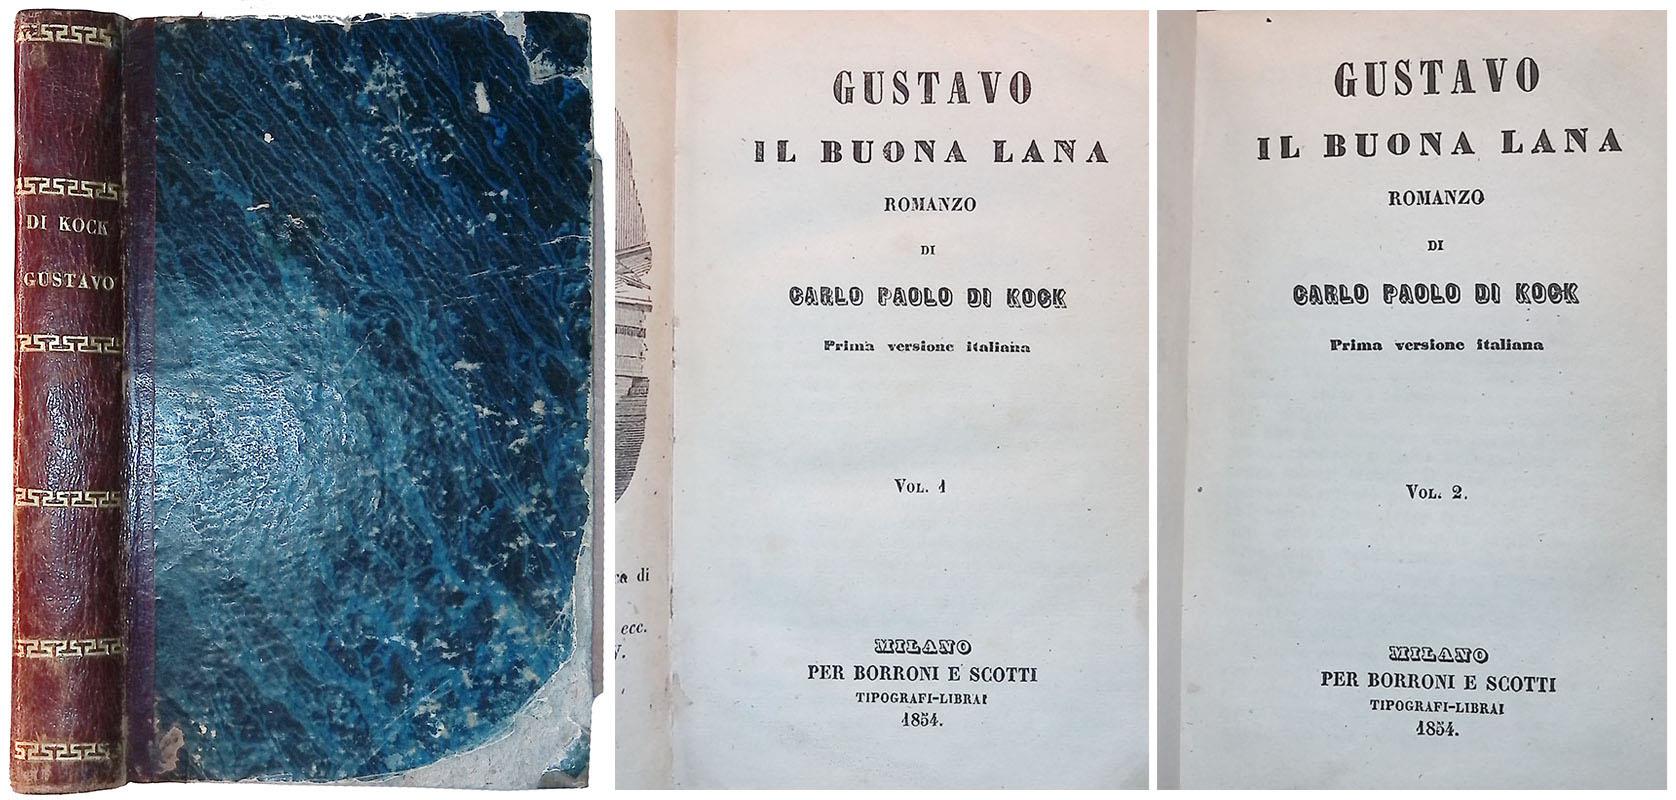 DI KOCK
GUSTAVO
GUSTAVO
IL BUONA LANA
ROMANZO
DI
CARLO PAOLO DI KOCK
Prima versione italiana
Vol. 1
di
ecc.
MILANO
PER BORRONI E SCOTTI
TIPOGRAFI-LIBRAI
1854.
GUSTAVO
IL BUONA LANA
ROMANZO
DI
CARLO PAOLO DI KOCK
Prima versione italiana
Vol. 2.
MILANO
PER BORRONI E SCOTTI
TIPOGRAFI-LIBRAI
1854.